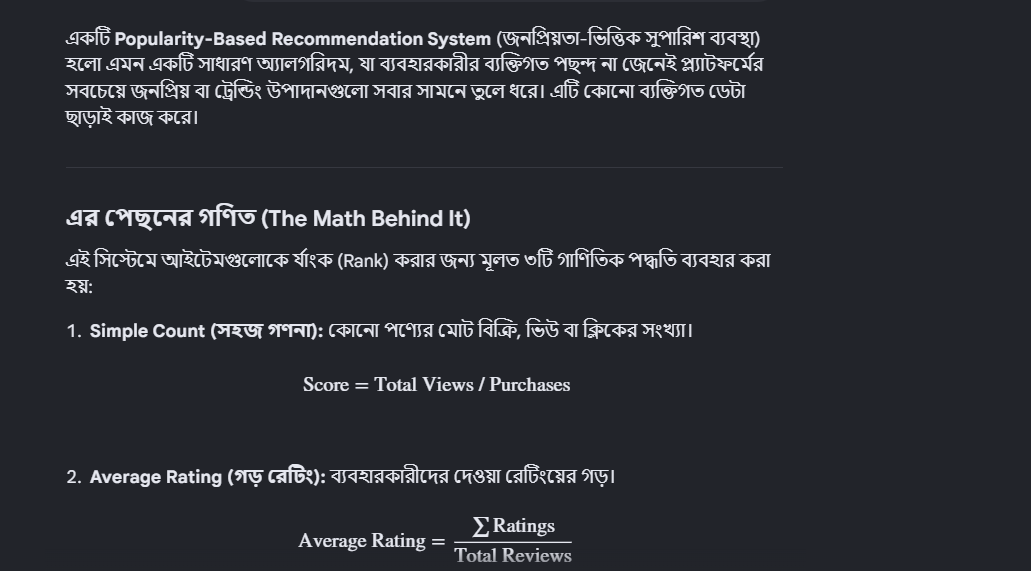 একটি Popularity-Based Recommendation System (জনপ্রিয়তা-ভিত্তিক সুপারিশ ব্যবস্থা)
হলো এমন একটি সাধারণ অ্যালগরিদম, যা ব্যবহারকারীর ব্যক্তিগত পছন্দ না জেনেই প্ল্যাটফর্মের
সবচেয়ে জনপ্রিয় বা ট্রেন্ডিং উপাদানগুলো সবার সামনে তুলে ধরে। এটি কোনো ব্যক্তিগত ডেটা
ছাড়াই কাজ করে।
এর পেছনের গণিত (The Math Behind It)
এই সিস্টেমে আইটেমগুলোকে র্যাংক (Rank) করার জন্য মূলত ৩টি গাণিতিক পদ্ধতি ব্যবহার করা
হয়:
1. Simple Count (সহজ গণনা): কোনো পণ্যের মোট বিক্রি, ভিউ বা ক্লিকের সংখ্যা।
Score = Total Views / Purchases
2. Average Rating (গড় রেটিং): ব্যবহারকারীদের দেওয়া রেটিংয়ের গড়।
Average Rating = ∑ Ratings / Total Reviews